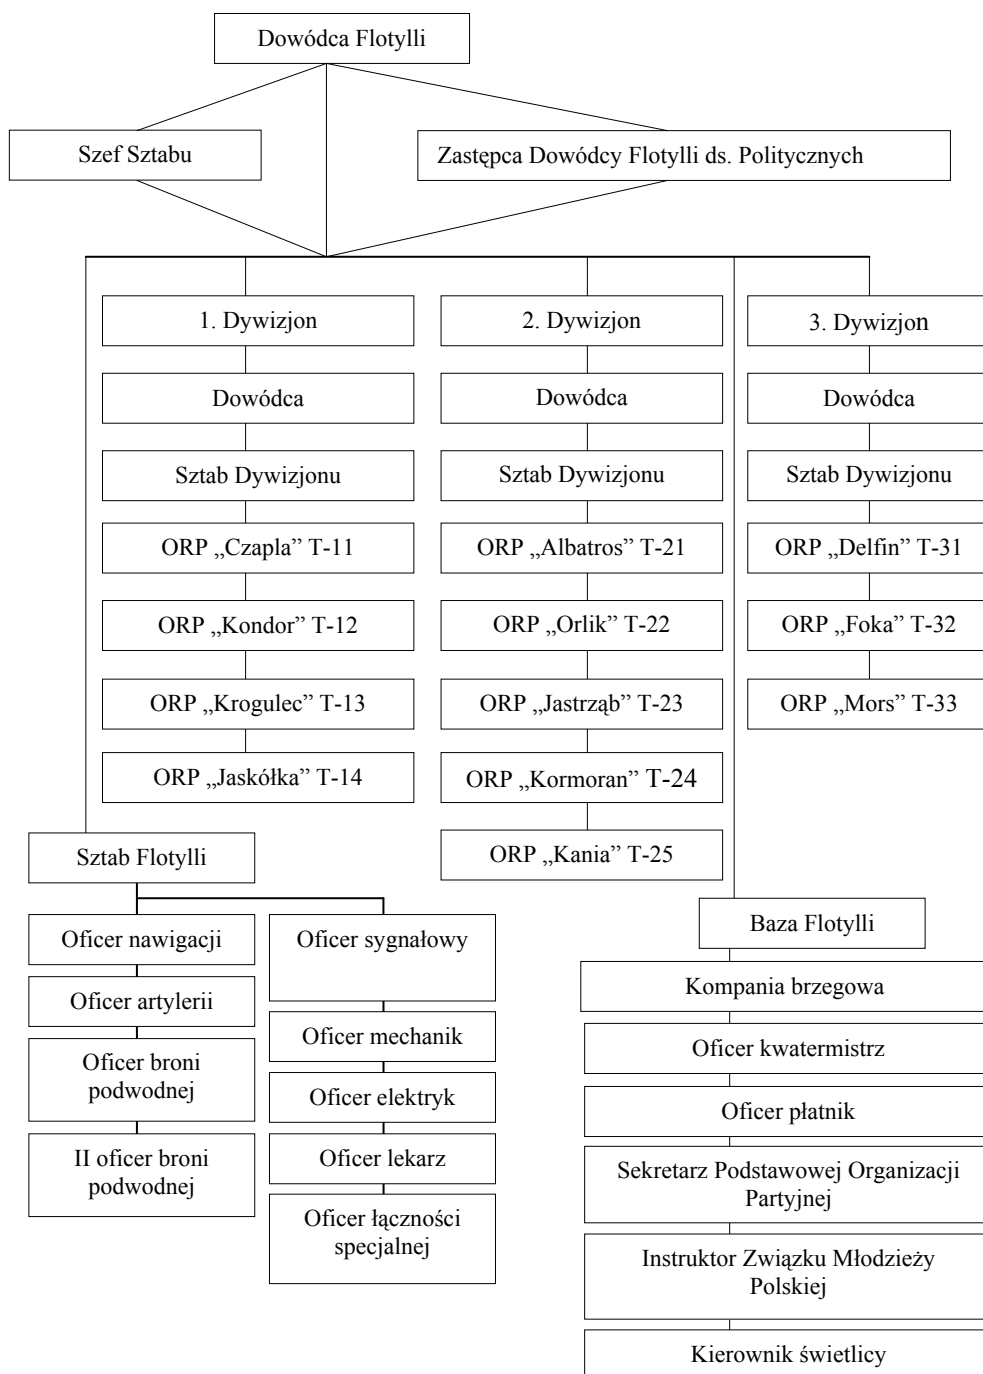 Dowódca Flotylli
Szef Sztabu
Zastępca Dowódcy Flotylli ds. Politycznych
1. Dywizjon
2. Dywizjon
3. Dywizjon
Dowódca
Dowódca
Dowódca
Sztab Dywizjonu
Sztab Dywizjonu
Sztab Dywizjonu
ORP „Czapla” T-11
ORP „Albatros” T-21
ORP „Delfin” T-31
ORP „Kondor” T-12
ORP „Orlik” T-22
ORP „Foka” T-32
ORP „Krogulec” T-13
ORP „Jastrząb” T-23
ORP „Mors” T-33
ORP „Jaskółka” T-14
ORP „Kormoran” T-24
ORP „Kania” T-25
Sztab Flotylli
Oficer nawigacji
Oficer artylerii
Oficer broni
podwodnej
II oficer broni
podwodnej
Oficer sygnałowy
Oficer mechanik
Oficer elektryk
Oficer lekarz
Oficer łączności
specjalnej
Baza Flotylli
Kompania brzegowa
Oficer kwatermistrz
Oficer płatnik
Sekretarz Podstawowej Organizacji
Partyjnej
Instruktor Związku Młodzieży
Polskiej
Kierownik świetlicy